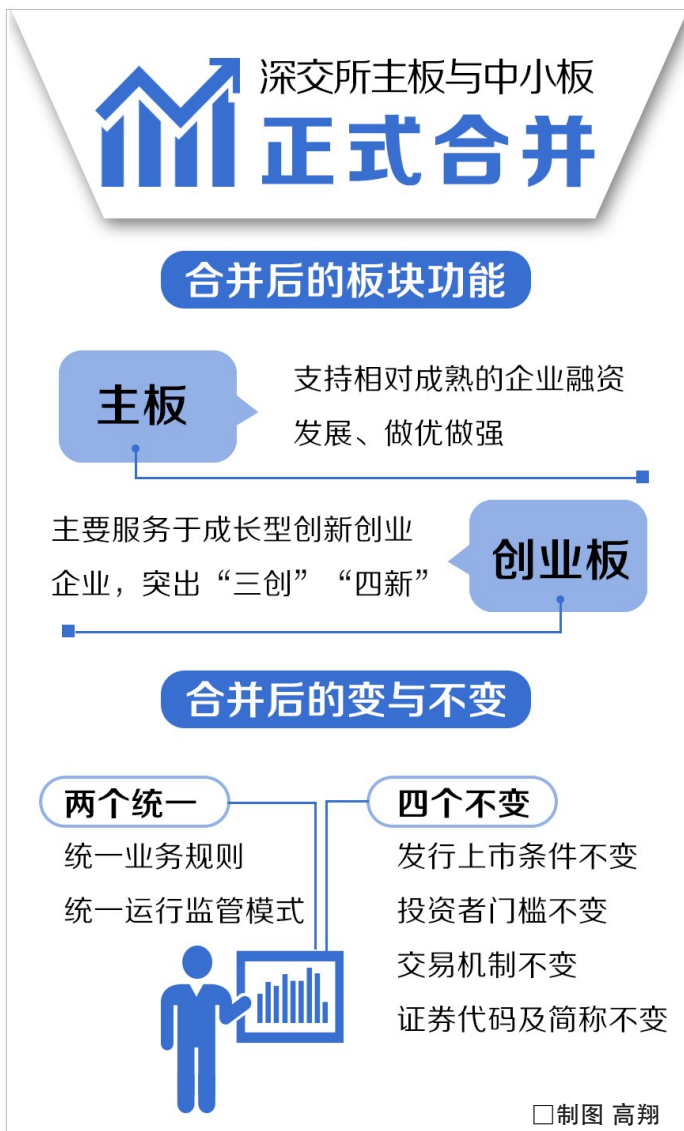 深交所主板与中小板
正式合并
合并后的板块功能
主板
支持相对成熟的企业融资
发展、做优做强
主要服务于成长型创新创业
企业，突出“三创”“四新”
创业板
合并后的变与不变
两个统一
统一业务规则
统一运行监管模式
四个不变
发行上市条件不变
投资者门槛不变
交易机制不变
证券代码及简称不变
□制图 高翔